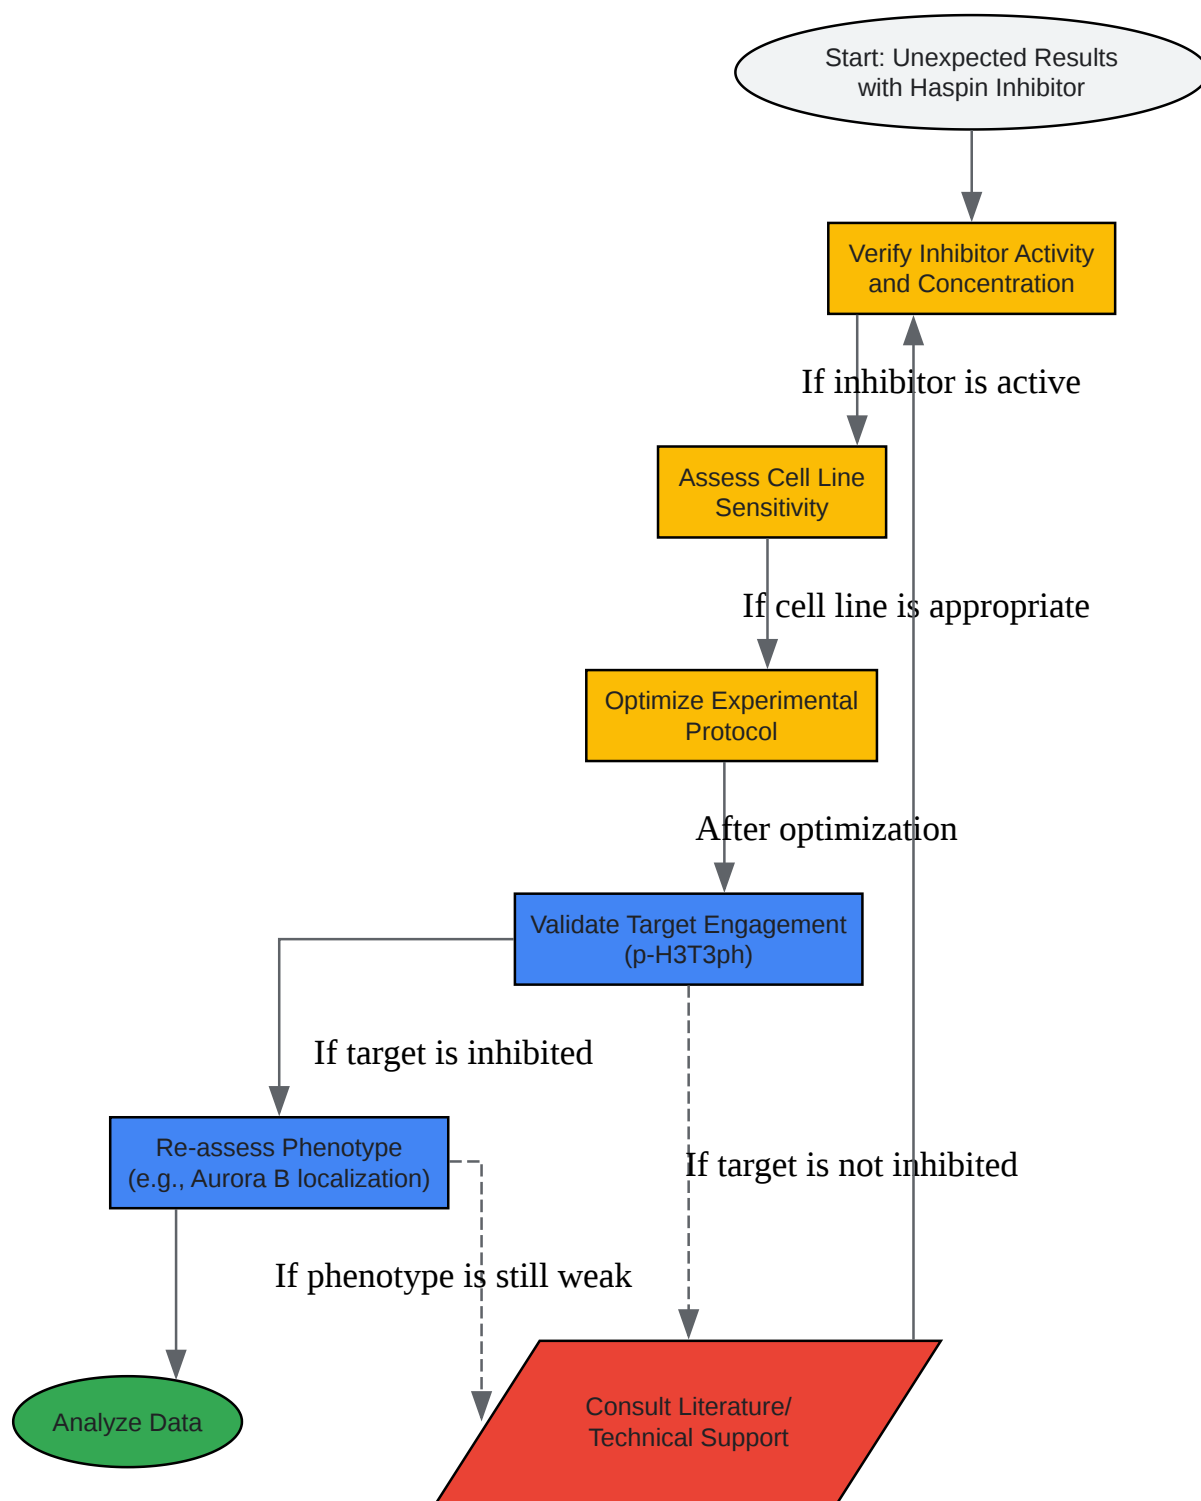 Start: Unexpected Results
with Haspin Inhibitor
Verify Inhibitor Activity
and Concentration
If inhibitor is active
Assess Cell Line
Sensitivity
If cell line is appropriate
Optimize Experimental
Protocol
After optimization
Validate Target Engagement
(p-H3T3ph)
If target is inhibited
Re-assess Phenotype
(e.g., Aurora B localization)
If target is not inhibited
If phenotype is still weak
Analyze Data
Consult Literature/
Technical Support